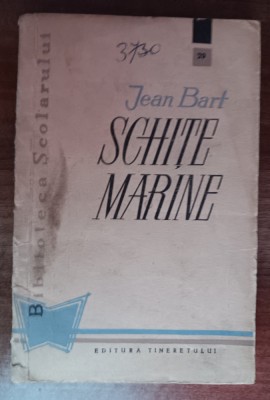 3730
29
Jean Bart
SCHIȚE
MARINE
Biblioteca Școlarului
EDITURA TINERETULUI